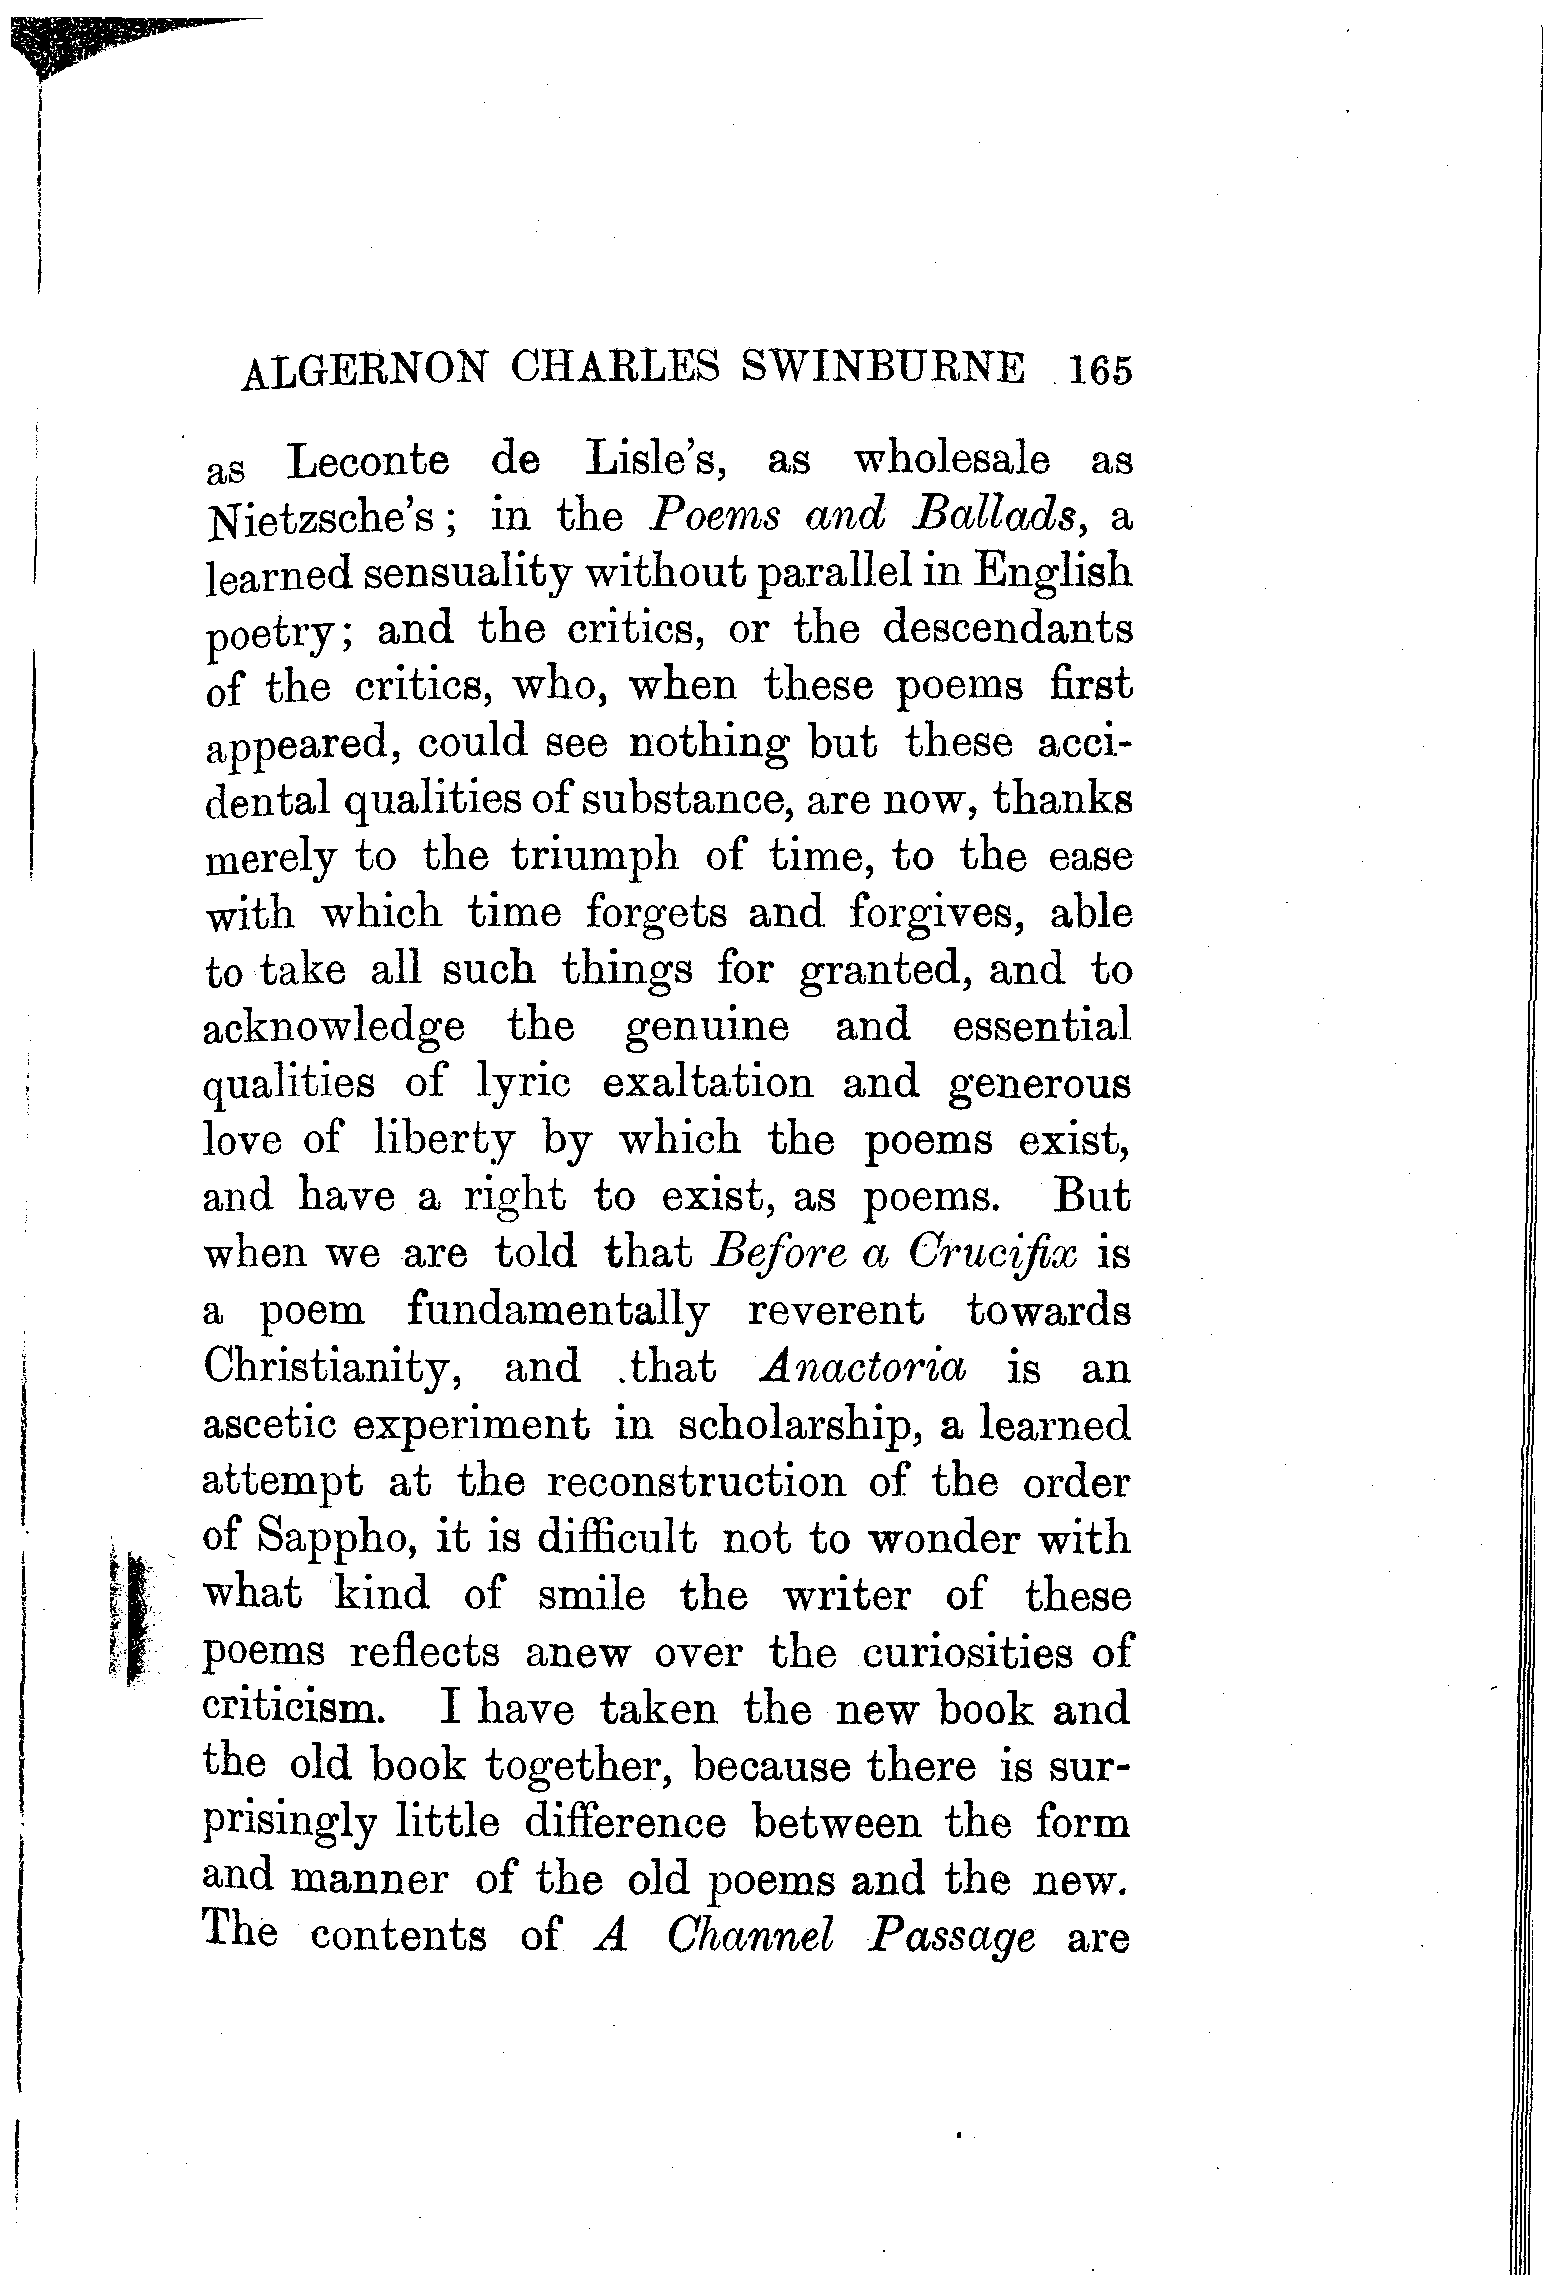 ALGERNON CHARLES SWINBURNE 165
as Leconte de Lisle's, as wholesale as
Nietzsche's; in the Poems and Ballads, a
learned sensuality without parallel in English
poetry; and the critics, or the descendants
of the critics, who, when these poems first
appeared, could see nothing but these acci-
dental qualities of substance, are now, thanks
merely to the triumph of time, to the ease
with which time forgets and forgives, able
to take all such things for granted, and to
acknowledge the genuine and essential
qualities of lyric exaltation and generous
love of liberty by which the poems exist,
and have a right to exist, as poems. But
when we are told that Before a Crucifix is
a poem fundamentally reverent towards
Christianity, and that Anactoria is an
ascetic experiment in scholarship, a learned
attempt at the reconstruction of the order
of Sappho, it is difficult not to wonder with
what kind of smile the writer of these
poems reflects anew over the curiosities of
criticism. I have taken the new book and
the old book together, because there is sur-
prisingly little difference between the form
and manner of the old poems and the new.
The contents of A Channel Passage are